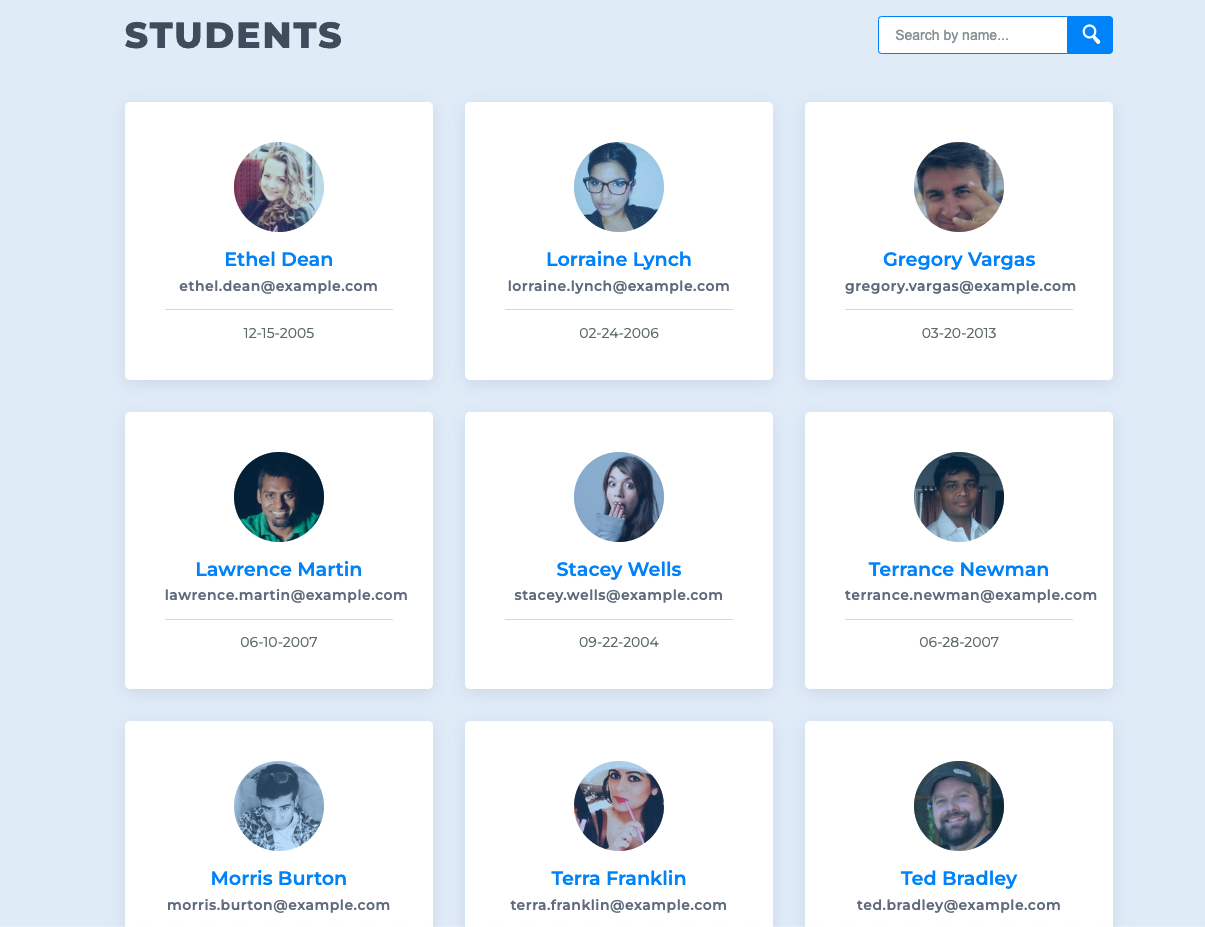 STUDENTS
Search by name...
Ethel Dean
ethel.dean@example.com
12-15-2005
Lorraine Lynch
lorraine.lynch@example.com
02-24-2006
Gregory Vargas
gregory.vargas@example.com
03-20-2013
Lawrence Martin
lawrence.martin@example.com
06-10-2007
Stacey Wells
stacey.wells@example.com
09-22-2004
Terrance Newman
terrance.newman@example.com
06-28-2007
Morris Burton
morris.burton@example.com
Terra Franklin
terra.franklin@example.com
Ted Bradley
ted.bradley@example.com